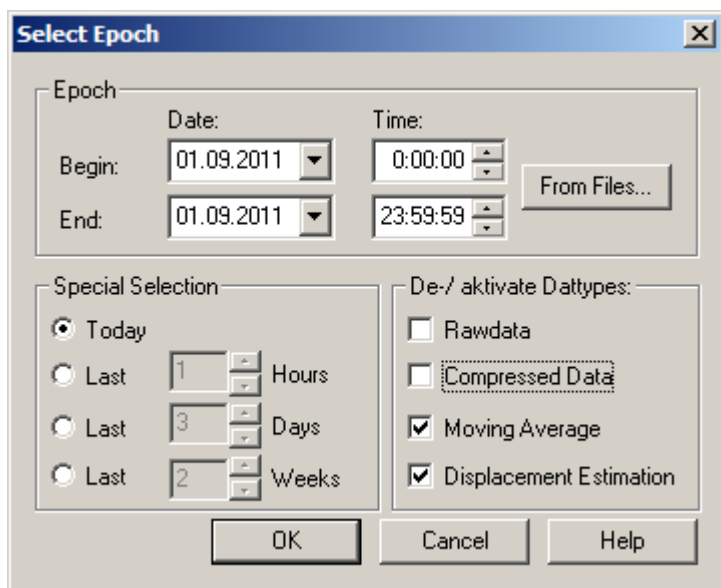 Select Epoch
Epoch
Date: Time:
Begin: 01.09.2011 0:00:00
From Files...
End: 01.09.2011 23:59:59
Special Selection
Today
Last 1 Hours
Last 3 Days
Last 2 Weeks
De-/ aktivate Dattypes:
Rawdata
Compressed Data
Moving Average
Displacement Estimation
OK Cancel Help